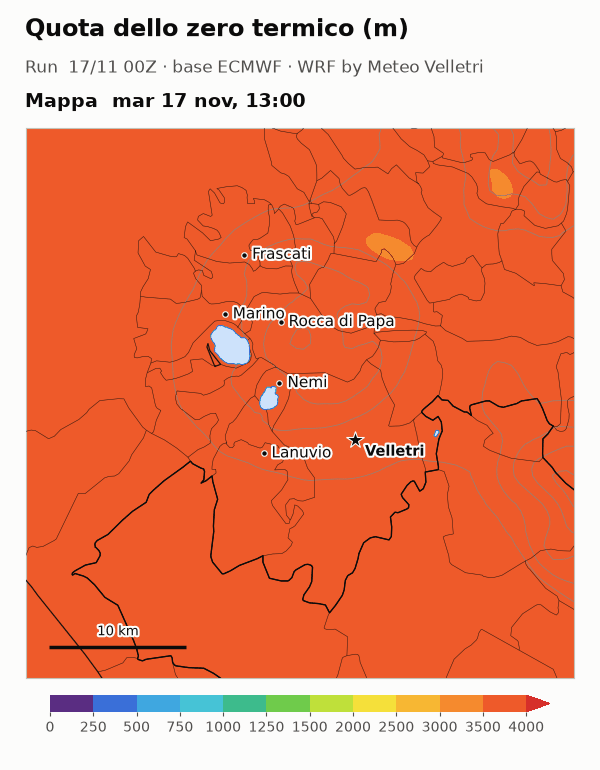 Quota dello zero termico (m)
Run  17/11 00Z · base ECMWF · WRF by Meteo Velletri
Mappa  mar 17 nov, 13:00
Frascati
Marino
Rocca di Papa
Nemi
Velletri
Lanuvio
10 km
0 250 500 750 1000 1250 1500 2000 2500 3000 3500 4000